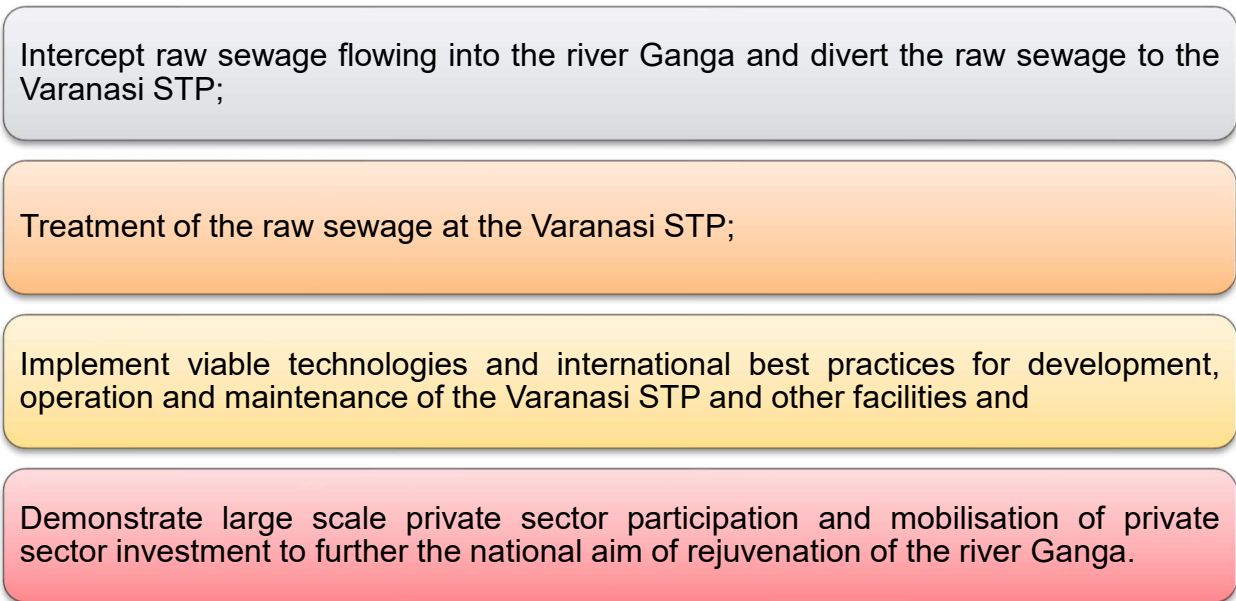 Intercept raw sewage flowing into the river Ganga and divert the raw sewage to the
Varanasi STP;
Treatment of the raw sewage at the Varanasi STP;
Implement viable technologies and international best practices for development,
operation and maintenance of the Varanasi STP and other facilities and
Demonstrate large scale private sector participation and mobilisation of private
sector investment to further the national aim of rejuvenation of the river Ganga.